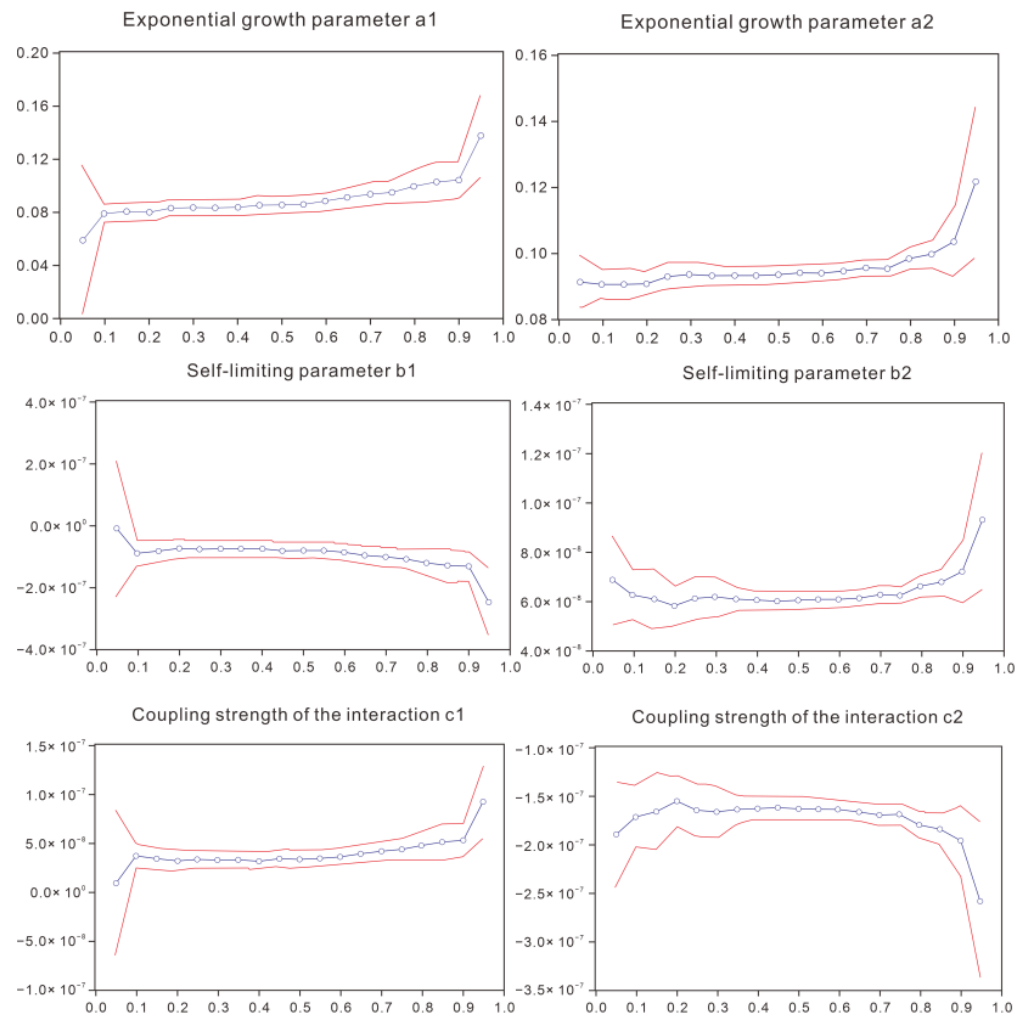 Exponential growth parameter a1
0.20
0.16
0.12
0.08
0.04
0.00
0.0 0.1 0.2 0.3 0.4 0.5 0.6 0.7 0.8 0.9 1.0
Exponential growth parameter a2
0.16
0.14
0.12
0.10
0.08
0.0 0.1 0.2 0.3 0.4 0.5 0.6 0.7 0.8 0.9 1.0
Self-limiting parameter b1
4.0× 10⁻⁷
2.0× 10⁻⁷
0.0× 10⁰
−2.0× 10⁻⁷
−4.0× 10⁻⁷
0.0 0.1 0.2 0.3 0.4 0.5 0.6 0.7 0.8 0.9 1.0
Self-limiting parameter b2
1.4× 10⁻⁷
1.2× 10⁻⁷
1.0× 10⁻⁷
8.0× 10⁻⁸
6.0× 10⁻⁸
4.0× 10⁻⁸
0.0 0.1 0.2 0.3 0.4 0.5 0.6 0.7 0.8 0.9 1.0
Coupling strength of the interaction c1
1.5× 10⁻⁷
1.0× 10⁻⁷
5.0× 10⁻⁸
0.0× 10⁰
−5.0× 10⁻⁸
−1.0× 10⁻⁷
0.0 0.1 0.2 0.3 0.4 0.5 0.6 0.7 0.8 0.9 1.0
Coupling strength of the interaction c2
−1.0× 10⁻⁷
−1.5× 10⁻⁷
−2.0× 10⁻⁷
−2.5× 10⁻⁷
−3.0× 10⁻⁷
−3.5× 10⁻⁷
0.0 0.1 0.2 0.3 0.4 0.5 0.6 0.7 0.8 0.9 1.0